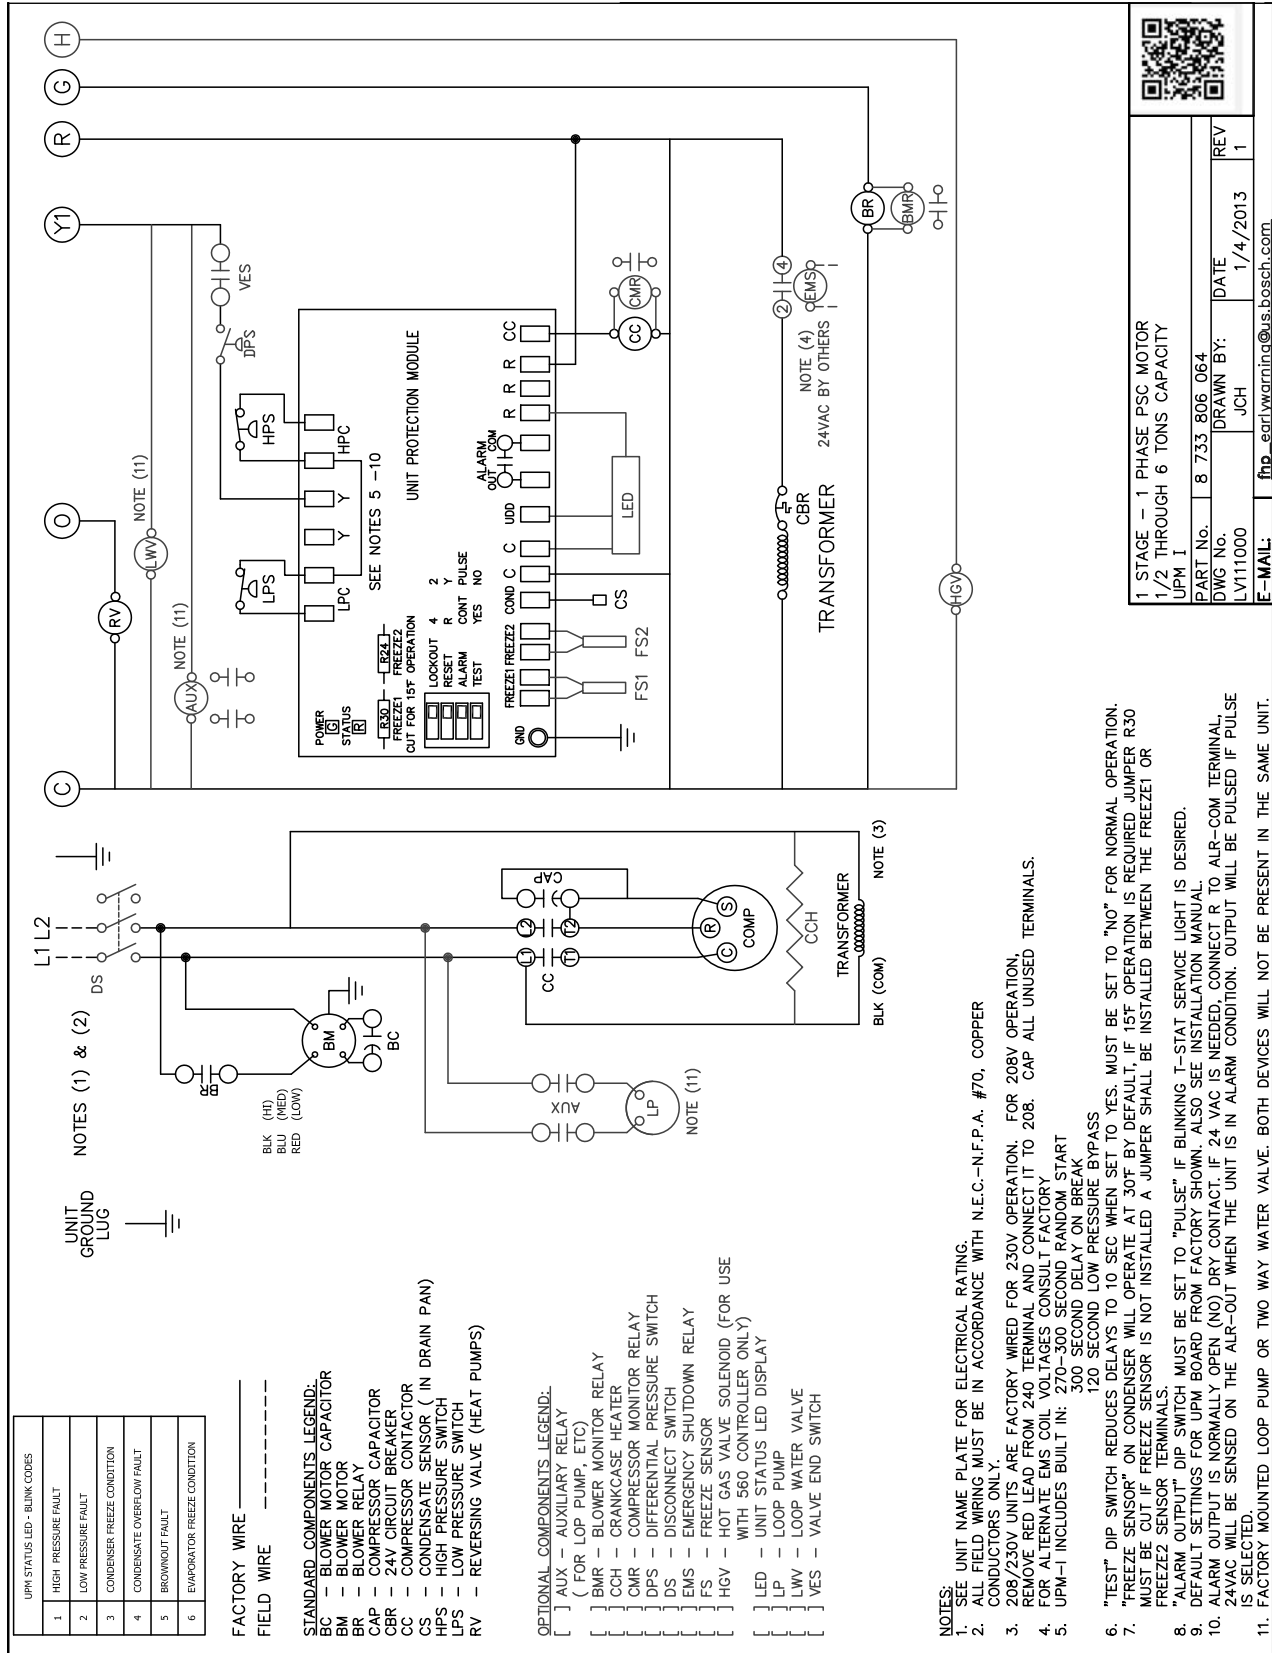 H
G
R
Y1
O
C
NOTE (11)
LWV
RV
NOTE (11)
AUX
VES
DPS
HPS
LPS
HPC
Y
Y
LPC
SEE NOTES 5 -10
UNIT PROTECTION MODULE
POWER
G
STATUS
R
R30
FREEZE1
R24
FREEZE2
CUT FOR 15°F OPERATION
LOCKOUT 4 2
RESET R Y
ALARM CONT PULSE
TEST YES NO
GND
FREEZE1
FREEZE2
COND
C
C
UDD
ALARM
OUT COM
R
R
R
CC
CC
CMR
LED
CS
FS1
FS2
NOTE (4)
24VAC BY OTHERS
2
4
EMS
CBR
TRANSFORMER
BR
BMR
HGV
L1 L2
DS
NOTES (1) & (2)
UNIT
GROUND
LUG
BR
BLK (HI)
BLU (MED)
RED (LOW)
BM
BC
AUX
LP
NOTE (11)
L1
L2
T1
T2
CC
CAP
C
R
S
COMP
CCH
TRANSFORMER
BLK (COM)
NOTE (3)
UPM STATUS LED - BLINK CODES
1 HIGH PRESSURE FAULT
2 LOW PRESSURE FAULT
3 CONDENSER FREEZE CONDITION
4 CONDENSATE OVERFLOW FAULT
5 BROWNOUT FAULT
6 EVAPORATOR FREEZE CONDITION
FACTORY WIRE
FIELD WIRE
STANDARD COMPONENTS LEGEND:
BC – BLOWER MOTOR CAPACITOR
BM – BLOWER MOTOR
BR – BLOWER RELAY
CAP – COMPRESSOR CAPACITOR
CBR – 24V CIRCUIT BREAKER
CC – COMPRESSOR CONTACTOR
CS – CONDENSATE SENSOR ( IN DRAIN PAN)
HPS – HIGH PRESSURE SWITCH
LPS – LOW PRESSURE SWITCH
RV – REVERSING VALVE (HEAT PUMPS)
OPTIONAL COMPONENTS LEGEND:
[ ] AUX – AUXILIARY RELAY
( FOR LOP PUMP, ETC)
[ ] BMR – BLOWER MONITOR RELAY
[ ] CCH – CRANKCASE HEATER
[ ] CMR – COMPRESSOR MONITOR RELAY
[ ] DPS – DIFFERENTIAL PRESSURE SWITCH
[ ] DS – DISCONNECT SWITCH
[ ] EMS – EMERGENCY SHUTDOWN RELAY
[ ] FS – FREEZE SENSOR
[ ] HGV – HOT GAS VALVE SOLENOID (FOR USE
WITH 560 CONTROLLER ONLY)
[ ] LED – UNIT STATUS LED DISPLAY
[ ] LP – LOOP PUMP
[ ] LWV – LOOP WATER VALVE
[ ] VES – VALVE END SWITCH
NOTES:
1. SEE UNIT NAME PLATE FOR ELECTRICAL RATING.
2. ALL FIELD WIRING MUST BE IN ACCORDANCE WITH N.E.C.–N.F.P.A. #70, COPPER
CONDUCTORS ONLY.
3. 208/230V UNITS ARE FACTORY WIRED FOR 230V OPERATION. FOR 208V OPERATION,
REMOVE RED LEAD FROM 240 TERMINAL AND CONNECT IT TO 208. CAP ALL UNUSED TERMINALS.
4. FOR ALTERNATE EMS COIL VOLTAGES CONSULT FACTORY
5. UPM–I INCLUDES BUILT IN: 270–300 SECOND RANDOM START
300 SECOND DELAY ON BREAK
120 SECOND LOW PRESSURE BYPASS
6. "TEST" DIP SWITCH REDUCES DELAYS TO 10 SEC WHEN SET TO YES. MUST BE SET TO "NO" FOR NORMAL OPERATION.
7. "FREEZE SENSOR" ON CONDENSER WILL OPERATE AT 30°F BY DEFAULT, IF 15°F OPERATION IS REQUIRED JUMPER R30
MUST BE CUT IF FREEZE SENSOR IS NOT INSTALLED A JUMPER SHALL BE INSTALLED BETWEEN THE FREEZE1 OR
FREEZE2 SENSOR TERMINALS.
8. "ALARM OUTPUT" DIP SWITCH MUST BE SET TO "PULSE" IF BLINKING T–STAT SERVICE LIGHT IS DESIRED.
9. DEFAULT SETTINGS FOR UPM BOARD FROM FACTORY SHOWN. ALSO SEE INSTALLATION MANUAL.
10. ALARM OUTPUT IS NORMALLY OPEN (NO) DRY CONTACT. IF 24 VAC IS NEEDED, CONNECT R TO ALR–COM TERMINAL,
24VAC WILL BE SENSED ON THE ALR–OUT WHEN THE UNIT IS IN ALARM CONDITION. OUTPUT WILL BE PULSED IF PULSE
IS SELECTED.
11. FACTORY MOUNTED LOOP PUMP OR TWO WAY WATER VALVE. BOTH DEVICES WILL NOT BE PRESENT IN THE SAME UNIT.
1 STAGE – 1 PHASE PSC MOTOR
1/2 THROUGH 6 TONS CAPACITY
UPM I
PART No. 8 733 806 064
DWG No. DRAWN BY: DATE REV
LV111000 JCH 1/4/2013 1
E–MAIL: fhp_earlywarning@us.bosch.com